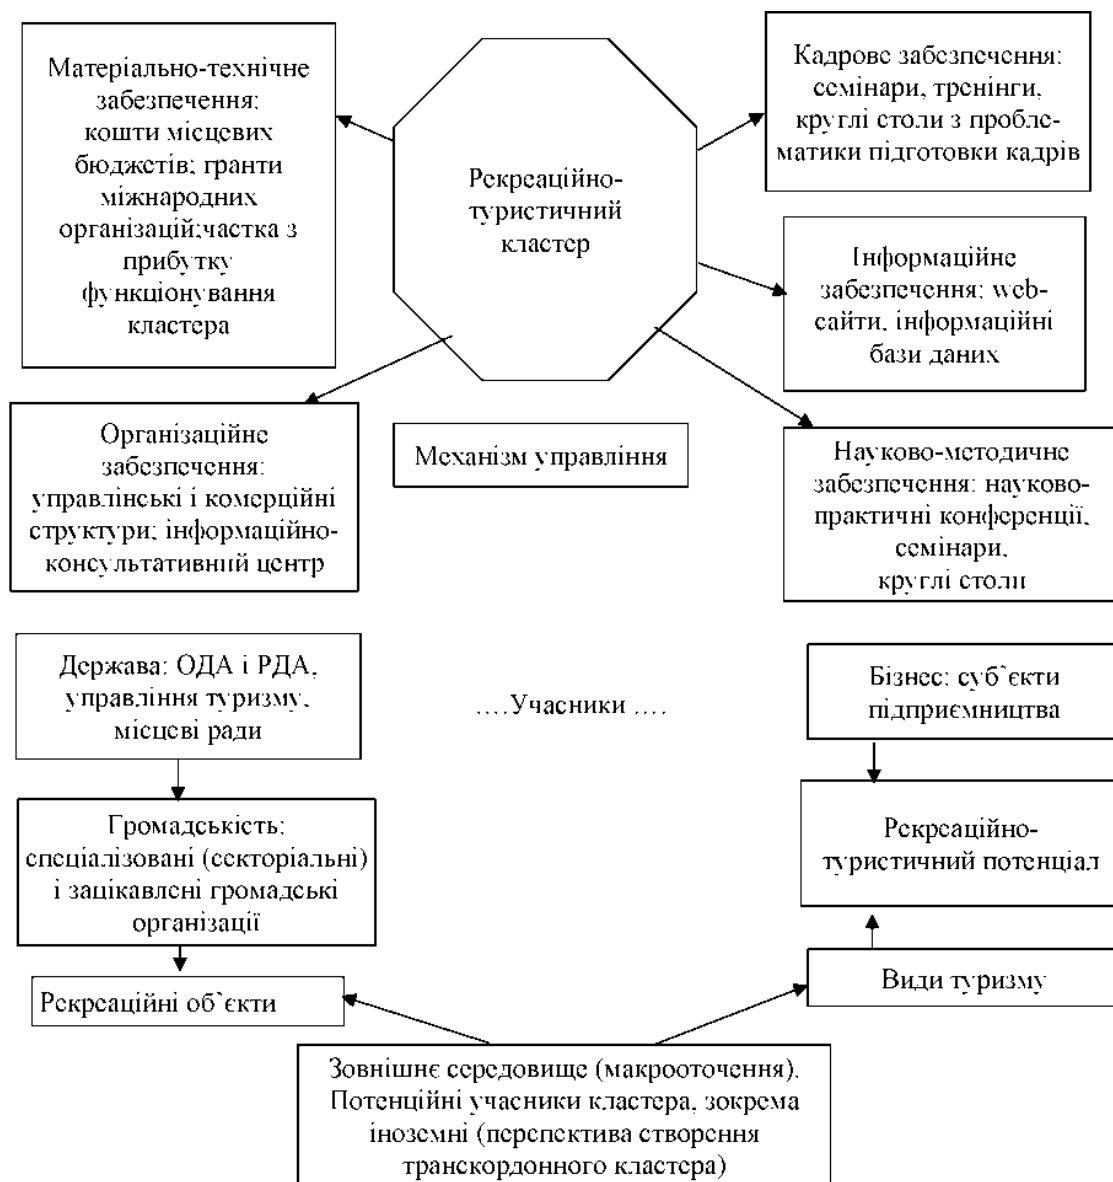 Матеріально-технічне
забезпечення:
кошти місцевих
бюджетів; гранти
міжнародних
організацій;частка з
прибутку
функціонування
кластера
Рекреаційно-
туристичний
кластер
Кадрове забезпечення:
семінари, тренінги,
круглі столи з пробле-
матики підготовки кадрів
Інформаційне
забезпечення: web-
сайти, інформаційні
бази даних
Організаційне
забезпечення:
управлінські і комерційні
структури; інформаційно-
консультативний центр
Механізм управління
Науково-методичне
забезпечення: науково-
практичні конференції,
семінари,
круглі столи
Держава: ОДА і РДА,
управління туризму,
місцеві ради
....Учасники ....
Бізнес: суб`єкти
підприємництва
Громадськість:
спеціалізовані (секторіальні)
і зацікавлені громадські
організації
Рекреаційно-
туристичний потенціал
Рекреаційні об`єкти
Види туризму
Зовнішнє середовище (макрооточення).
Потенційні учасники кластера, зокрема
іноземні (перспектива створення
транскордонного кластера)